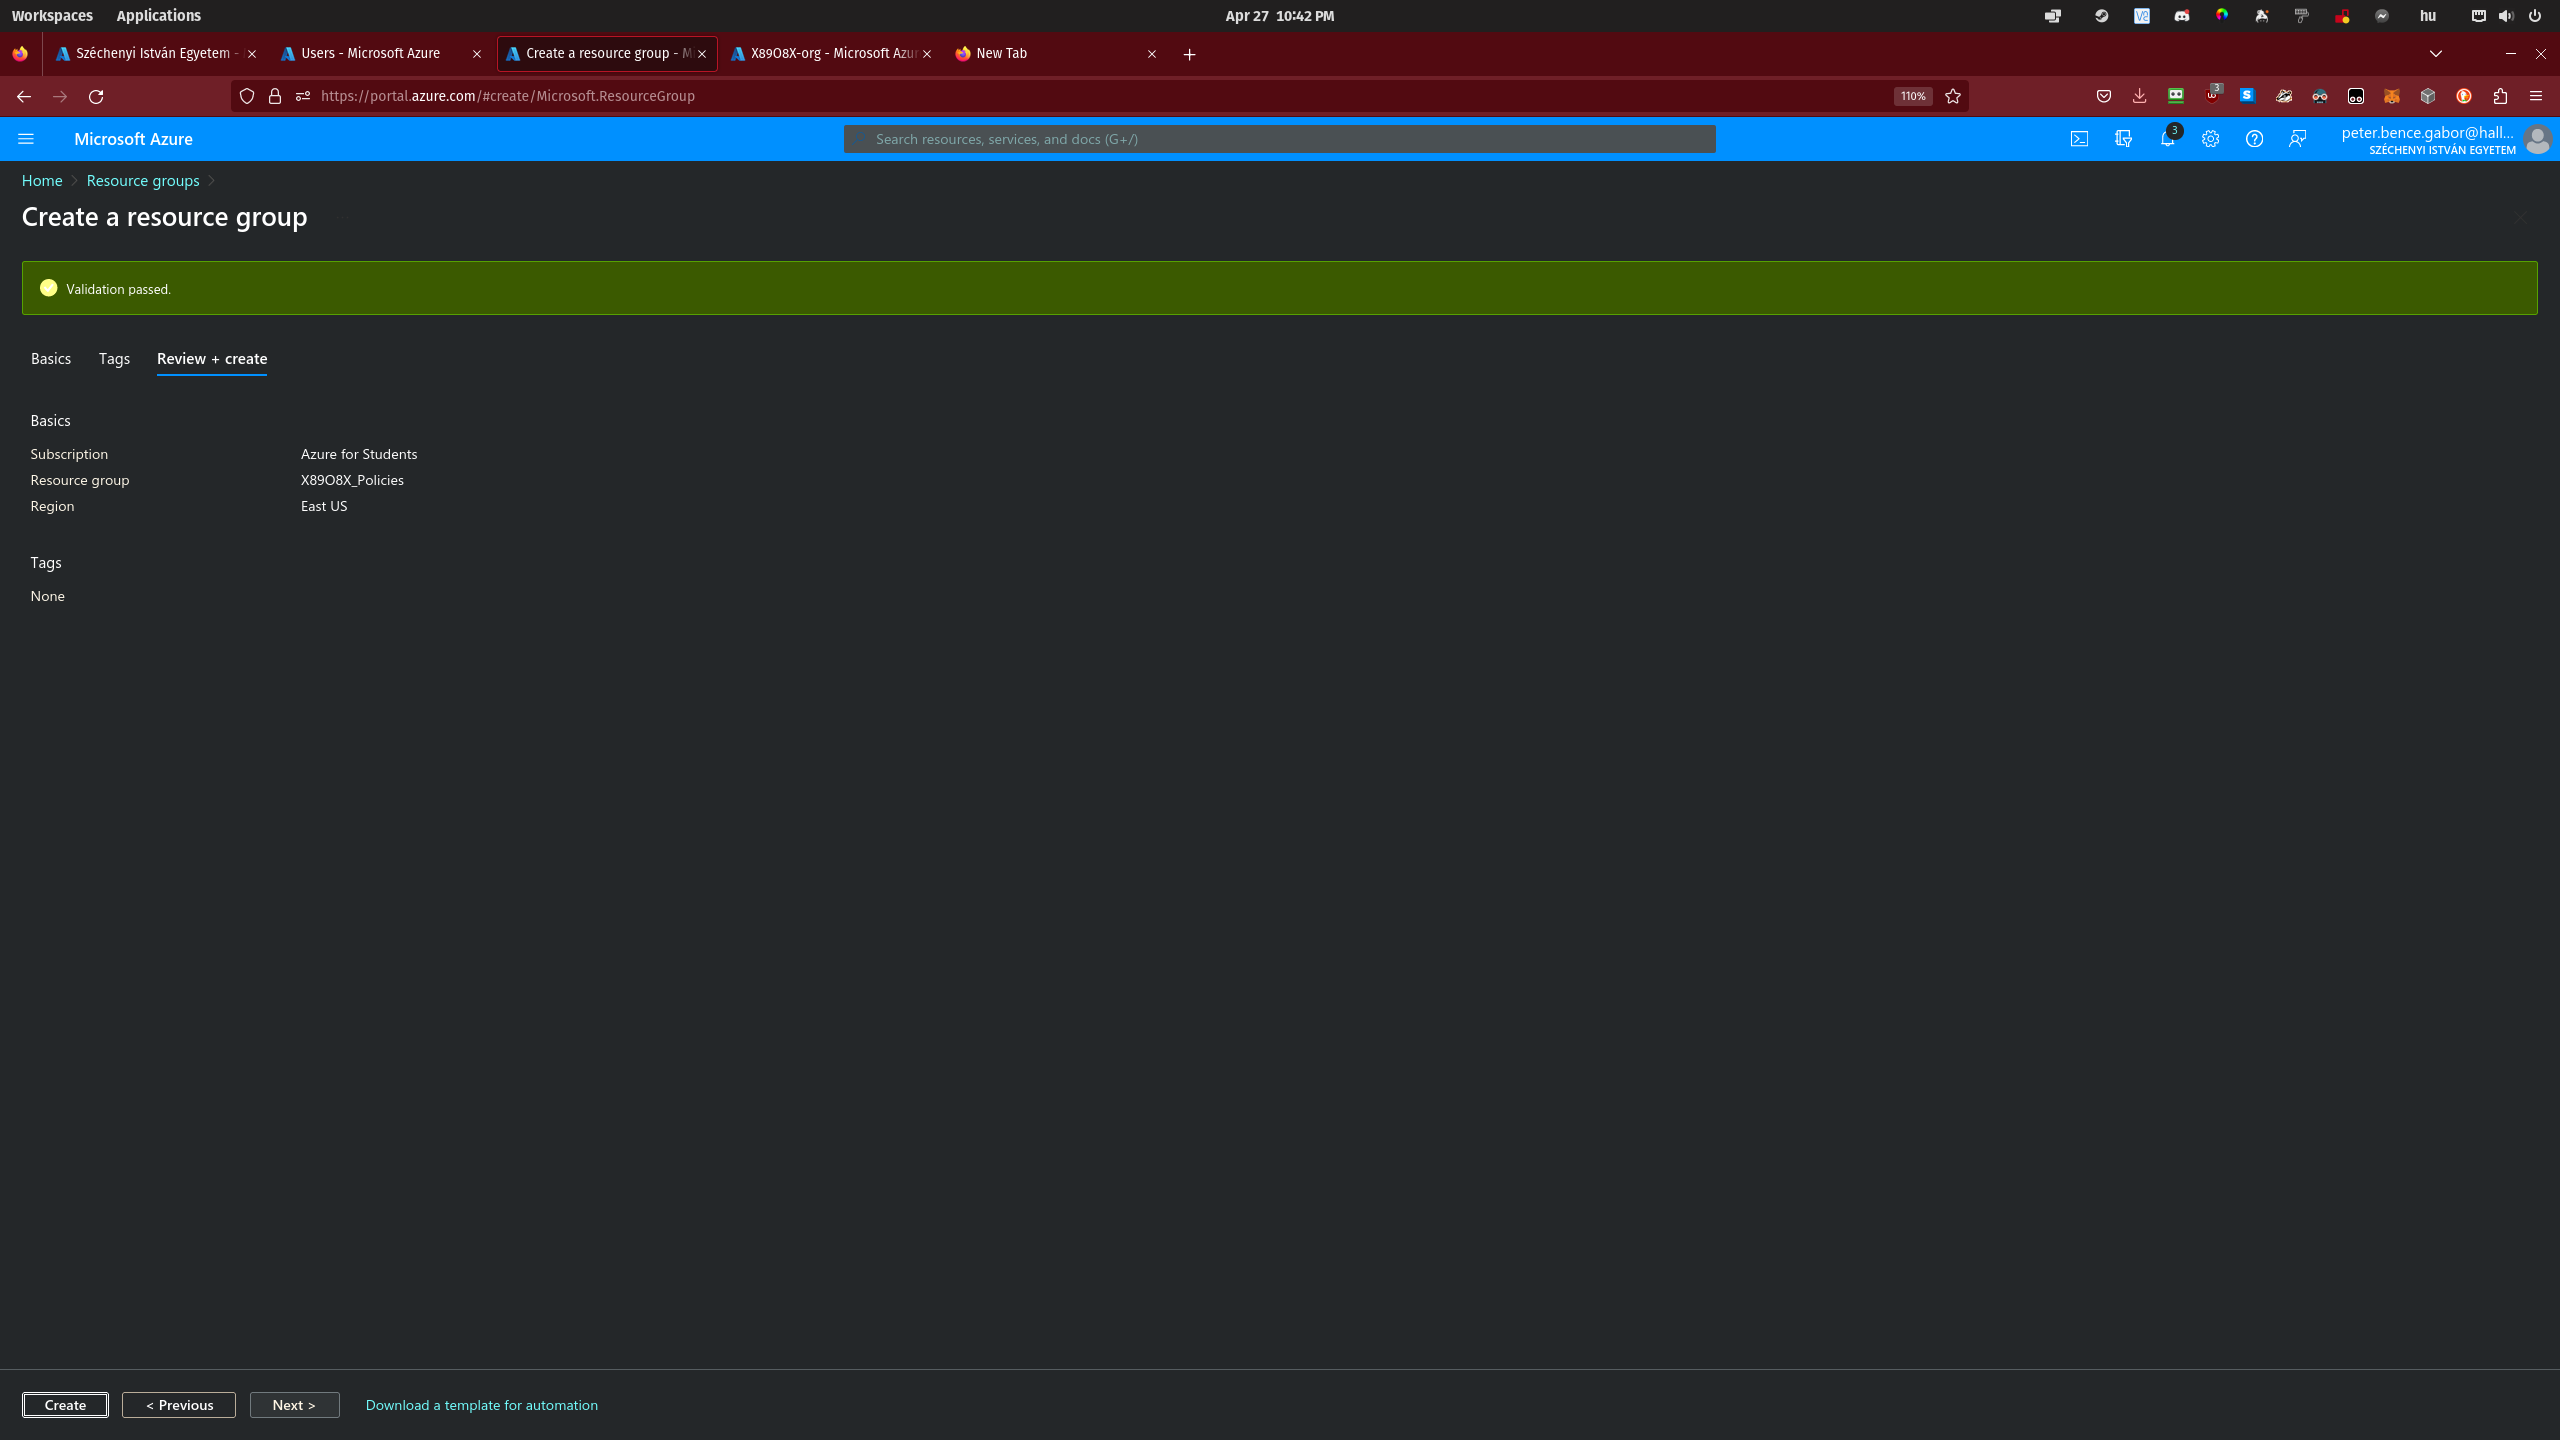 Workspaces Applications Apr 27 10:42 PM hu
Széchenyi István Egyetem - Users - Microsoft Azure Create a resource group - M X89O8X-org - Microsoft Azur New Tab
https://portal.azure.com/#create/Microsoft.ResourceGroup 110% 3
Microsoft Azure Search resources, services, and docs (G+/) 3 peter.bence.gabor@hall...
SZÉCHENYI ISTVÁN EGYETEM
Home Resource groups
Create a resource group
Validation passed.
Basics Tags Review + create
Basics
Subscription Azure for Students
Resource group X89O8X_Policies
Region East US
Tags
None
Create < Previous Next > Download a template for automation